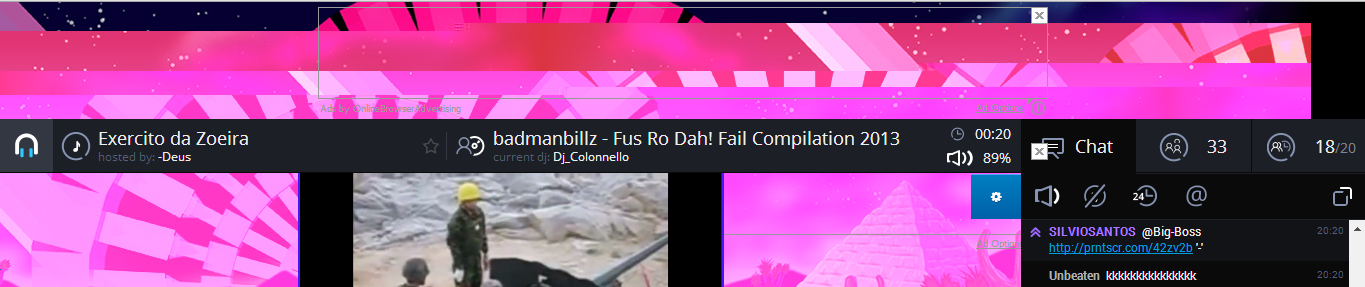 Ads by OnlineBrowserAdvertising
Exercito da Zoeira
hosted by: -Deus
badmanbillz - Fus Ro Dah! Fail Compilation 2013
current dj: Dj_Colonnello
00:20
89%
Chat
33
18/20
24
@
SILVIOSANTOS @Big-Boss
http://prntscr.com/42zv2b '-'
20:20
Ad Options
Unbeaten kkkkkkkkkkkkkkk
20:20